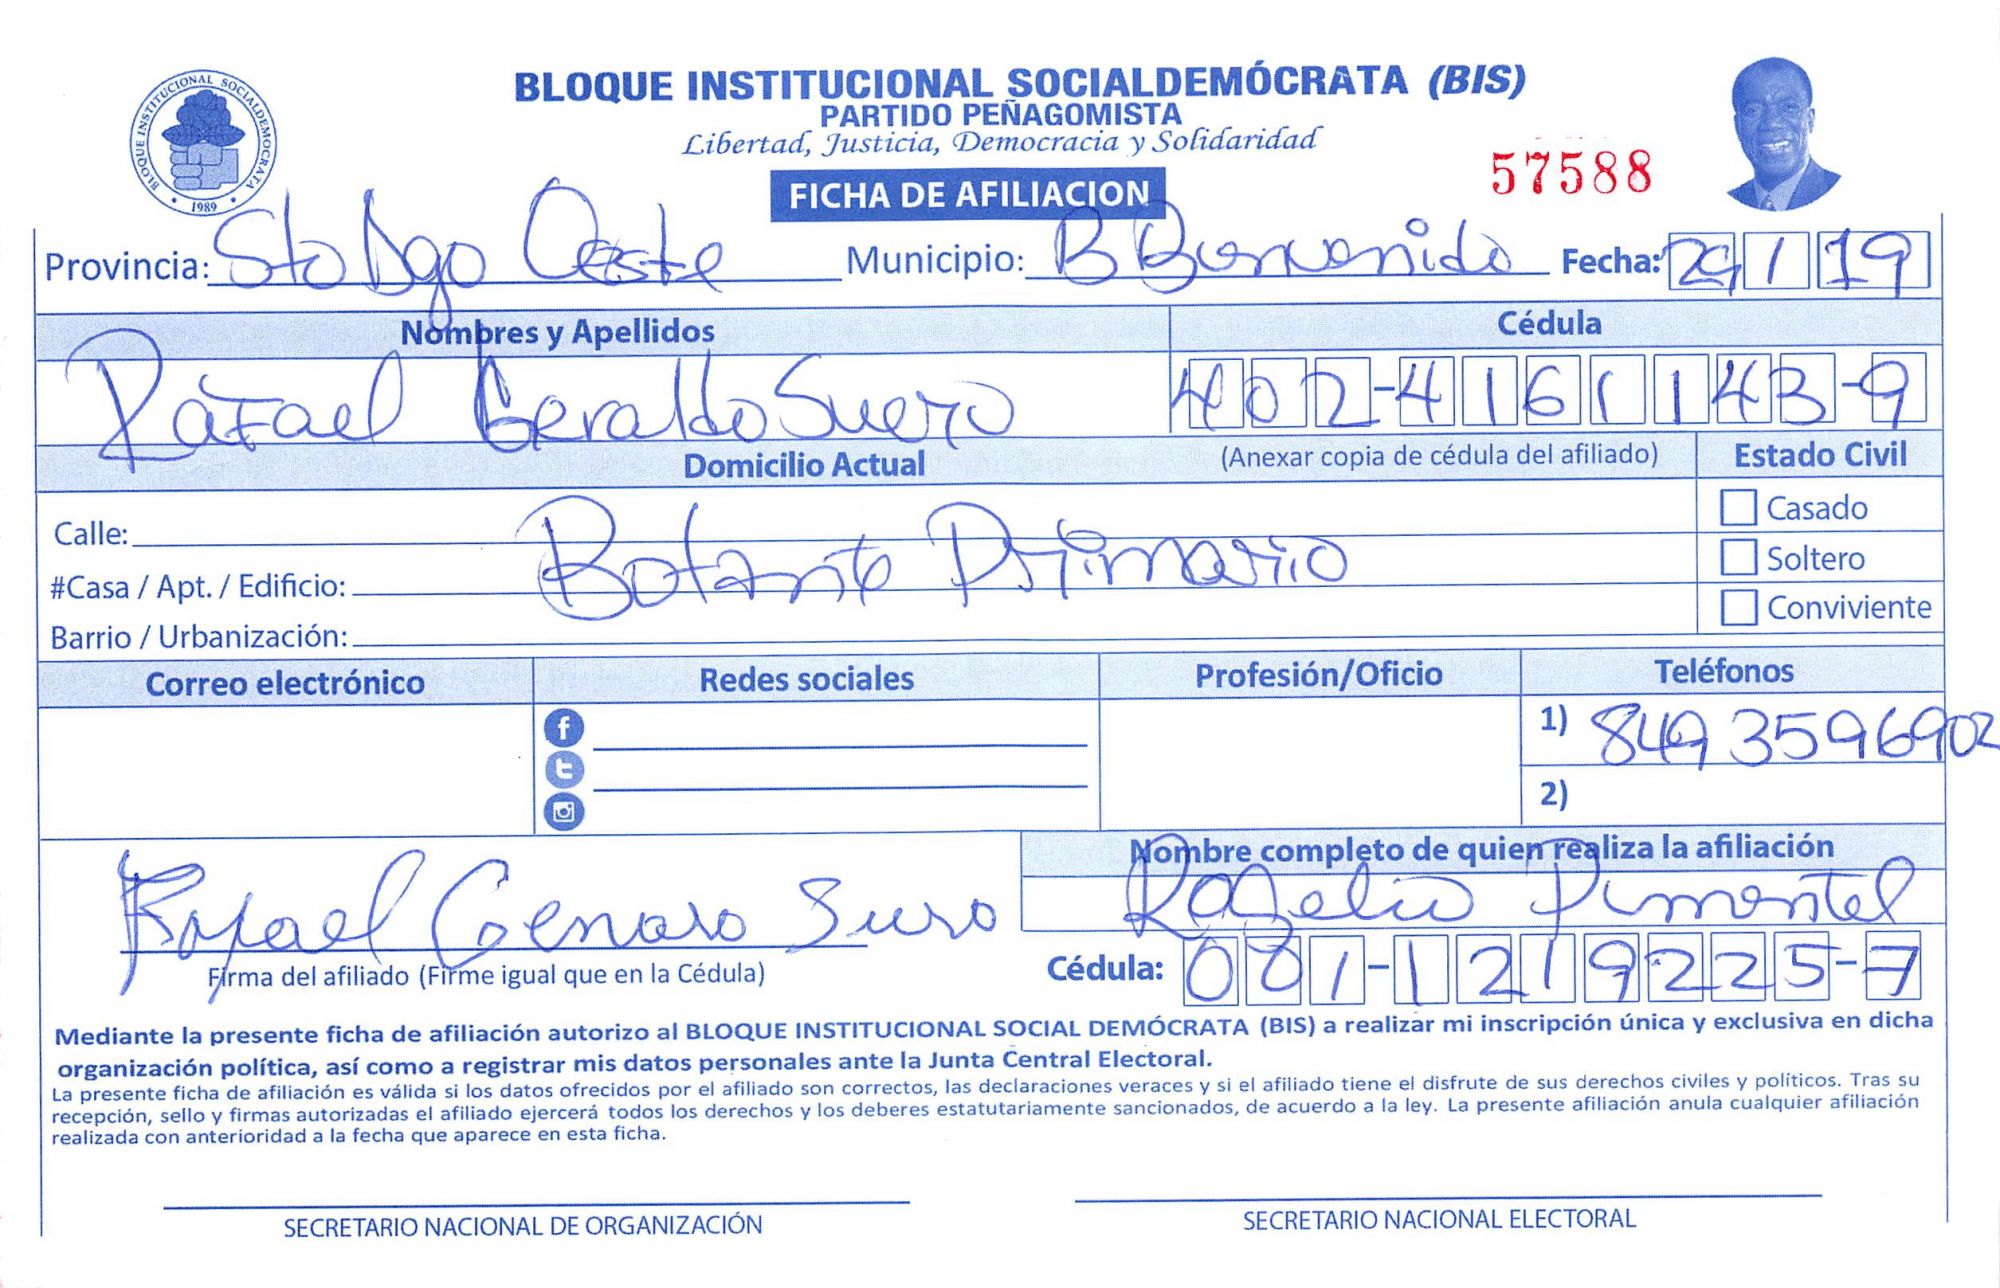 BLOQUE INSTITUCIONAL SOCIALDEMÓCRATA (BIS)
PARTIDO PEÑAGOMISTA
Libertad, Justicia, Democracia y Solidaridad
BLOQUE INSTITUCIONAL SOCIALDEMOCRATA
1989
57588
FICHA DE AFILIACION
Provincia: Sto Dgo Oeste Municipio: B Bienvenido Fecha: 29 / 19
Nombres y Apellidos Cédula
Rafael Geraldo Suero 402-4161143-9
Domicilio Actual (Anexar copia de cédula del afiliado) Estado Civil
Calle: Casado
Botante Primario
#Casa / Apt. / Edificio: Soltero
Barrio / Urbanización: Conviviente
Correo electrónico Redes sociales Profesión/Oficio Teléfonos
1) 849 3596902
2)
Nombre completo de quien realiza la afiliación
Rafael Genaro Suro Rogelio Pimentel
Firma del afiliado (Firme igual que en la Cédula) Cédula: 001-1219225-7
Mediante la presente ficha de afiliación autorizo al BLOQUE INSTITUCIONAL SOCIAL DEMÓCRATA (BIS) a realizar mi inscripción única y exclusiva en dicha
organización política, así como a registrar mis datos personales ante la Junta Central Electoral.
La presente ficha de afiliación es válida si los datos ofrecidos por el afiliado son correctos, las declaraciones veraces y si el afiliado tiene el disfrute de sus derechos civiles y políticos. Tras su
recepción, sello y firmas autorizadas el afiliado ejercerá todos los derechos y los deberes estatutariamente sancionados, de acuerdo a la ley. La presente afiliación anula cualquier afiliación
realizada con anterioridad a la fecha que aparece en esta ficha.
SECRETARIO NACIONAL DE ORGANIZACIÓN SECRETARIO NACIONAL ELECTORAL